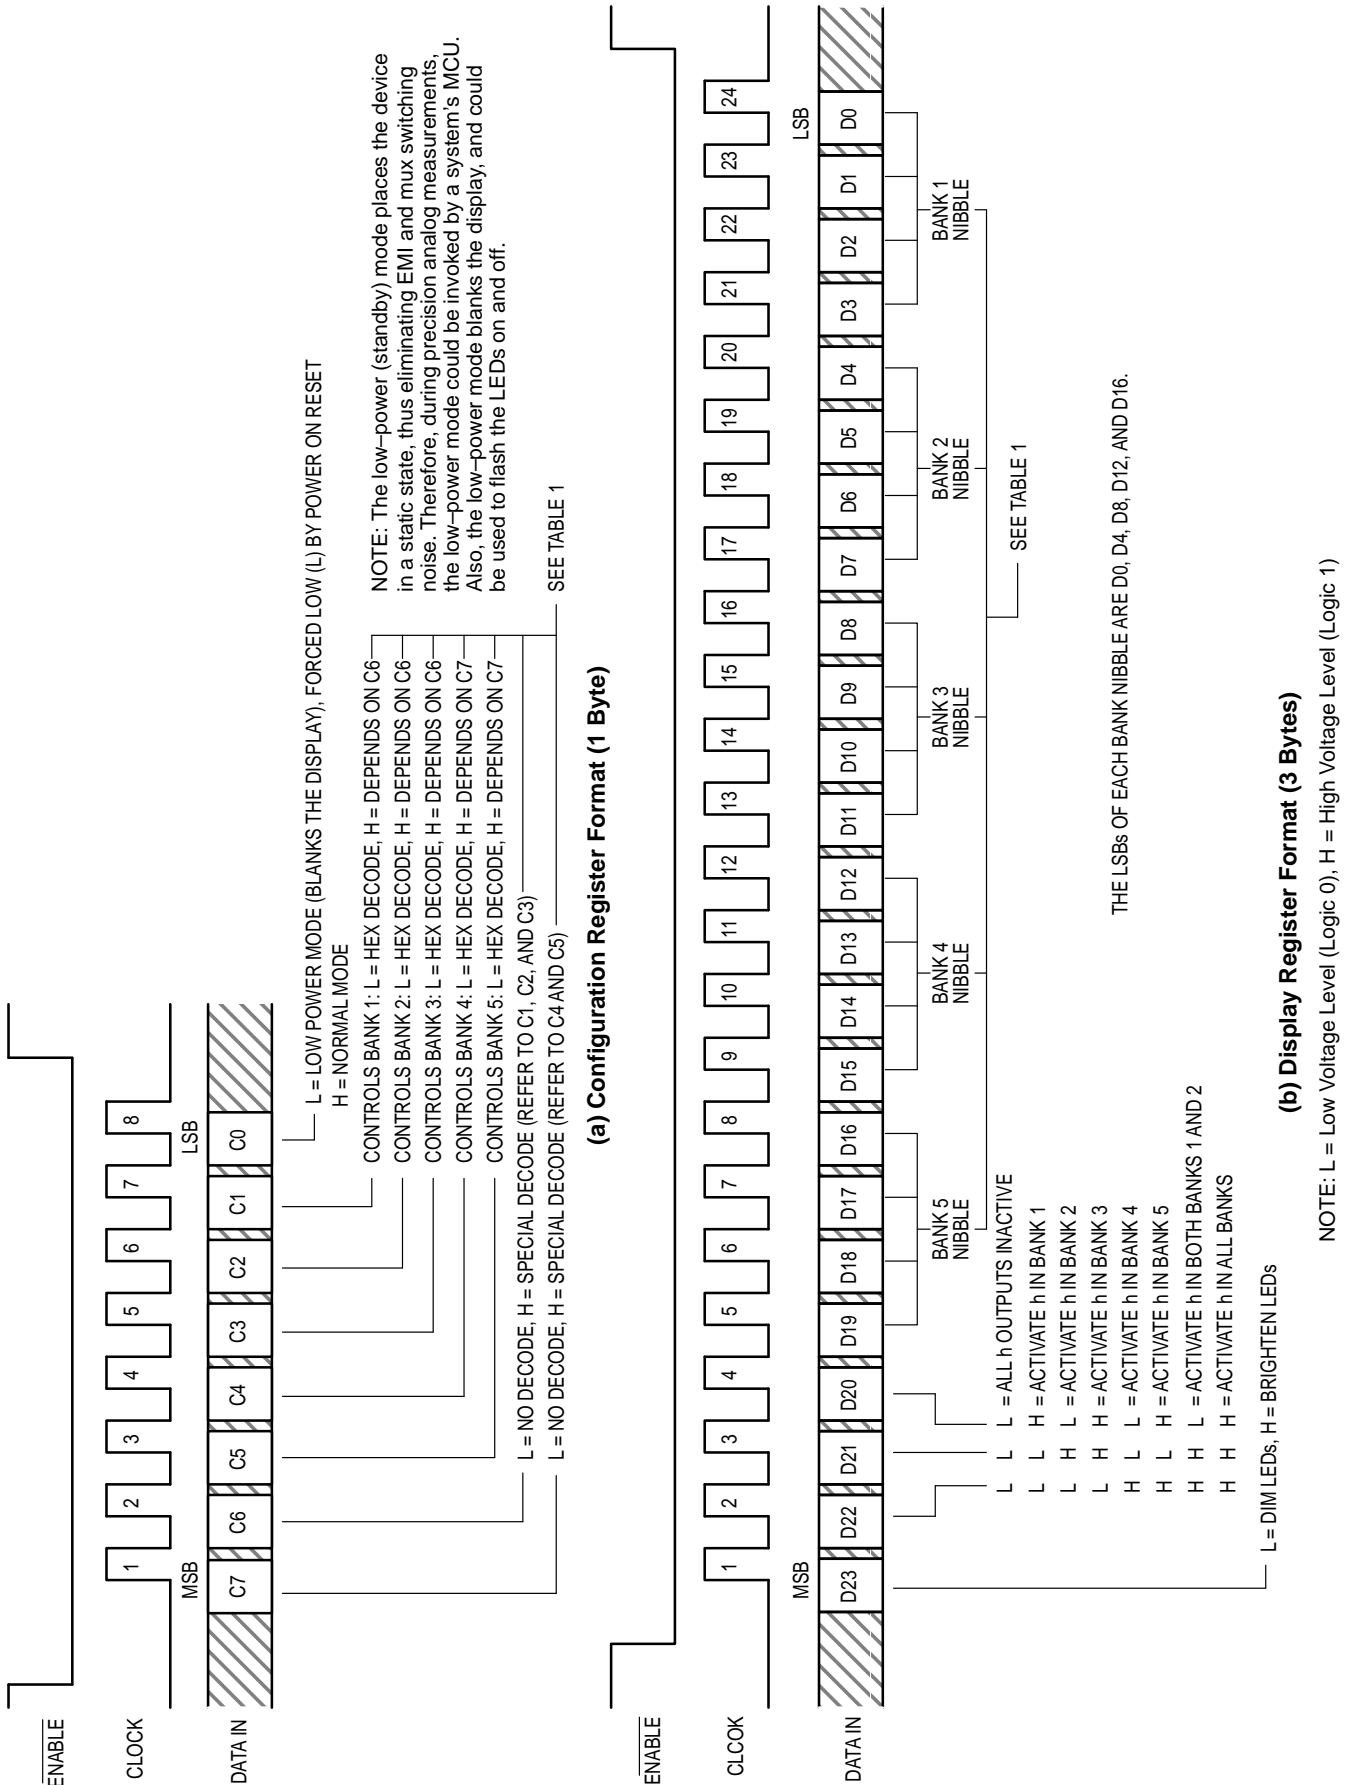 ENABLE
CLOCK
1 2 3 4 5 6 7 8
MSB LSB
DATA IN
C7 C6 C5 C4 C3 C2 C1 C0
L = LOW POWER MODE (BLANKS THE DISPLAY), FORCED LOW (L) BY POWER ON RESET
H = NORMAL MODE
CONTROLS BANK 1: L = HEX DECODE, H = DEPENDS ON C6
CONTROLS BANK 2: L = HEX DECODE, H = DEPENDS ON C6
CONTROLS BANK 3: L = HEX DECODE, H = DEPENDS ON C6
CONTROLS BANK 4: L = HEX DECODE, H = DEPENDS ON C7
CONTROLS BANK 5: L = HEX DECODE, H = DEPENDS ON C7
L = NO DECODE, H = SPECIAL DECODE (REFER TO C1, C2, AND C3)
L = NO DECODE, H = SPECIAL DECODE (REFER TO C4 AND C5)
SEE TABLE 1
NOTE: The low–power (standby) mode places the device
in a static state, thus eliminating EMI and mux switching
noise. Therefore, during precision analog measurements,
the low–power mode could be invoked by a system's MCU.
Also, the low–power mode blanks the display, and could
be used to flash the LEDs on and off.
(a) Configuration Register Format (1 Byte)
ENABLE
CLCOK
1 2 3 4 5 6 7 8 9 10 11 12 13 14 15 16 17 18 19 20 21 22 23 24
MSB LSB
DATA IN
D23 D22 D21 D20 D19 D18 D17 D16 D15 D14 D13 D12 D11 D10 D9 D8 D7 D6 D5 D4 D3 D2 D1 D0
BANK 5
NIBBLE
BANK 4
NIBBLE
BANK 3
NIBBLE
BANK 2
NIBBLE
BANK 1
NIBBLE
SEE TABLE 1
L L L = ALL h OUTPUTS INACTIVE
L L H = ACTIVATE h IN BANK 1
L H L = ACTIVATE h IN BANK 2
L H H = ACTIVATE h IN BANK 3
H L L = ACTIVATE h IN BANK 4
H L H = ACTIVATE h IN BANK 5
H H L = ACTIVATE h IN BOTH BANKS 1 AND 2
H H H = ACTIVATE h IN ALL BANKS
L = DIM LEDs, H = BRIGHTEN LEDs
THE LSBs OF EACH BANK NIBBLE ARE D0, D4, D8, D12, AND D16.
(b) Display Register Format (3 Bytes)
NOTE: L = Low Voltage Level (Logic 0), H = High Voltage Level (Logic 1)